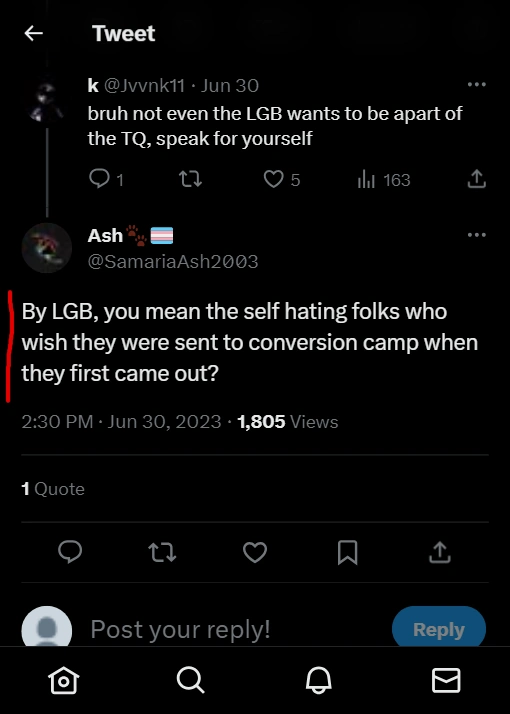 Tweet
k @Jvvnk11 · Jun 30
bruh not even the LGB wants to be apart of
the TQ, speak for yourself
1 5 163
Ash
@SamariaAsh2003
By LGB, you mean the self hating folks who
wish they were sent to conversion camp when
they first came out?
2:30 PM · Jun 30, 2023 · 1,805 Views
1 Quote
Post your reply!
Reply